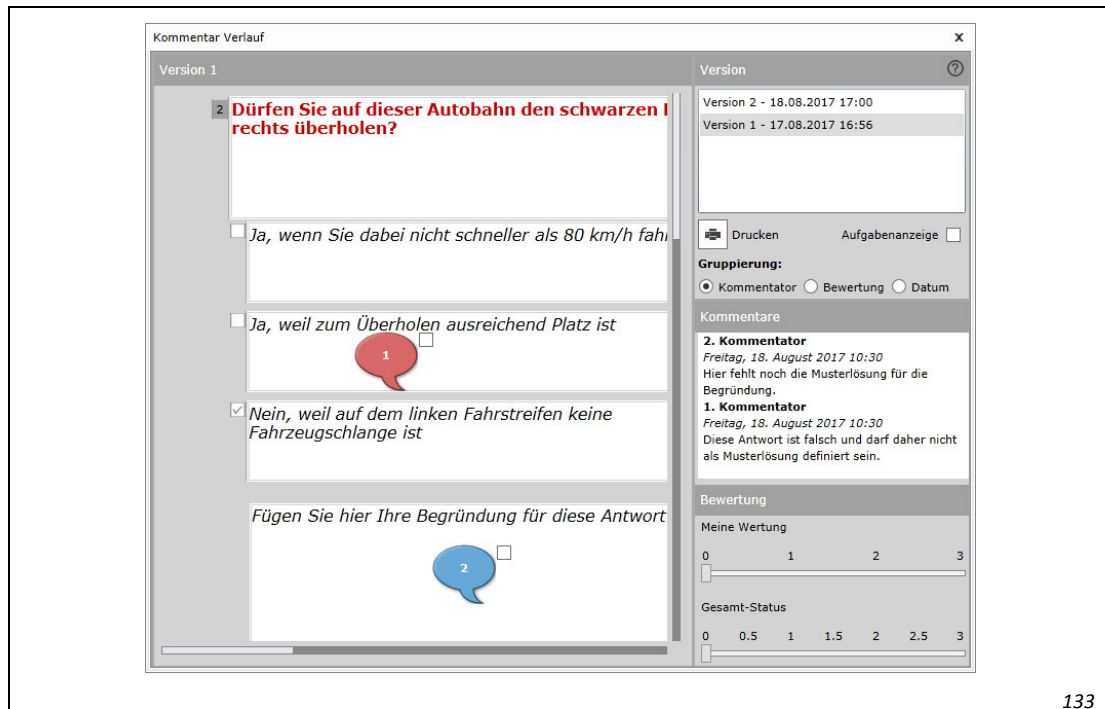 Kommentar Verlauf
x
Version 1
2
Dürfen Sie auf dieser Autobahn den schwarzen
rechts überholen?
Ja, wenn Sie dabei nicht schneller als 80 km/h
Ja, weil zum Überholen ausreichend Platz ist
1
Nein, weil auf dem linken Fahrstreifen keine
Fahrzeugschlange ist
Fügen Sie hier Ihre Begründung für diese Antwort
2
Version
?
Version 2 - 18.08.2017 17:00
Version 1 - 17.08.2017 16:56
Drucken Aufgabenanzeige
Gruppierung:
Kommentator Bewertung Datum
Kommentare
2. Kommentator
Freitag, 18. August 2017 10:30
Hier fehlt noch die Musterlösung für die
Begründung.
1. Kommentator
Freitag, 18. August 2017 10:30
Diese Antwort ist falsch und darf daher nicht
als Musterlösung definiert sein.
Bewertung
Meine Wertung
0 1 2 3
Gesamt-Status
0 0.5 1 1.5 2 2.5 3
133